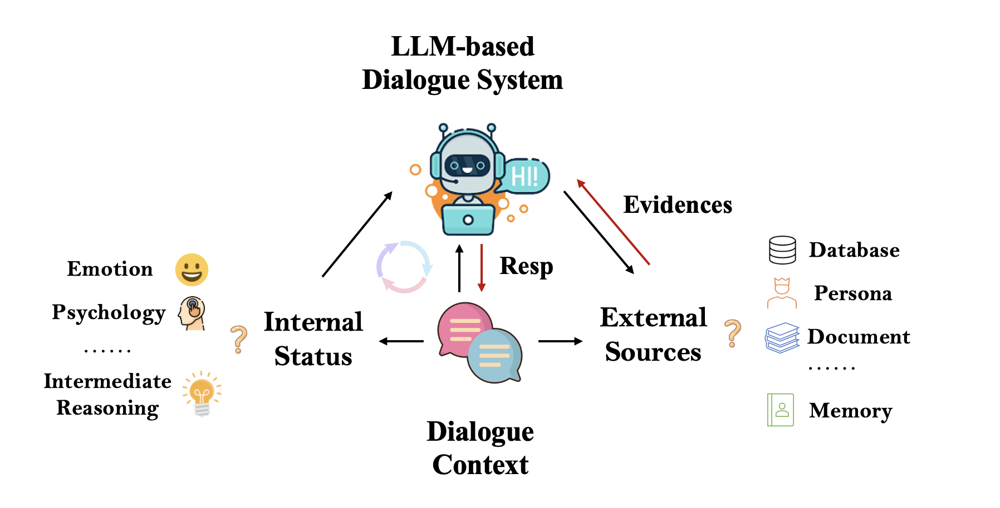 LLM-based
Dialogue System
HI!
Evidences
Resp
Emotion
Psychology
......
Intermediate
Reasoning
?
Internal
Status
External
Sources
?
Database
Persona
Document
......
Memory
Dialogue
Context